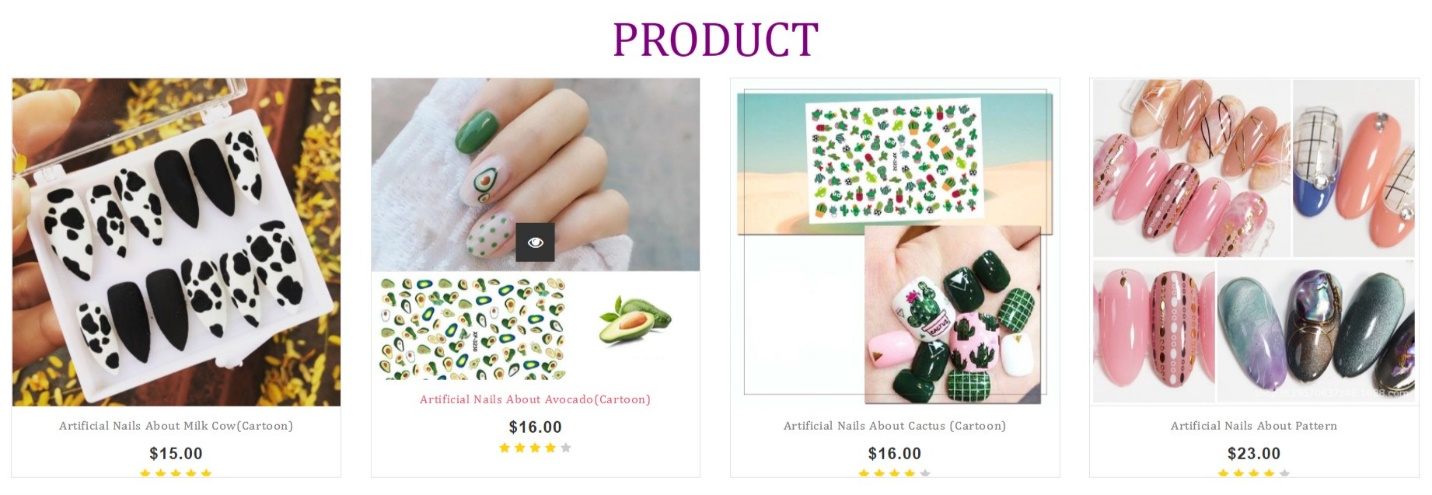 PRODUCT
Artificial Nails About Milk Cow(Cartoon)
$15.00
Artificial Nails About Avocado(Cartoon)
$16.00
Artificial Nails About Cactus (Cartoon)
$16.00
Artificial Nails About Pattern
$23.00